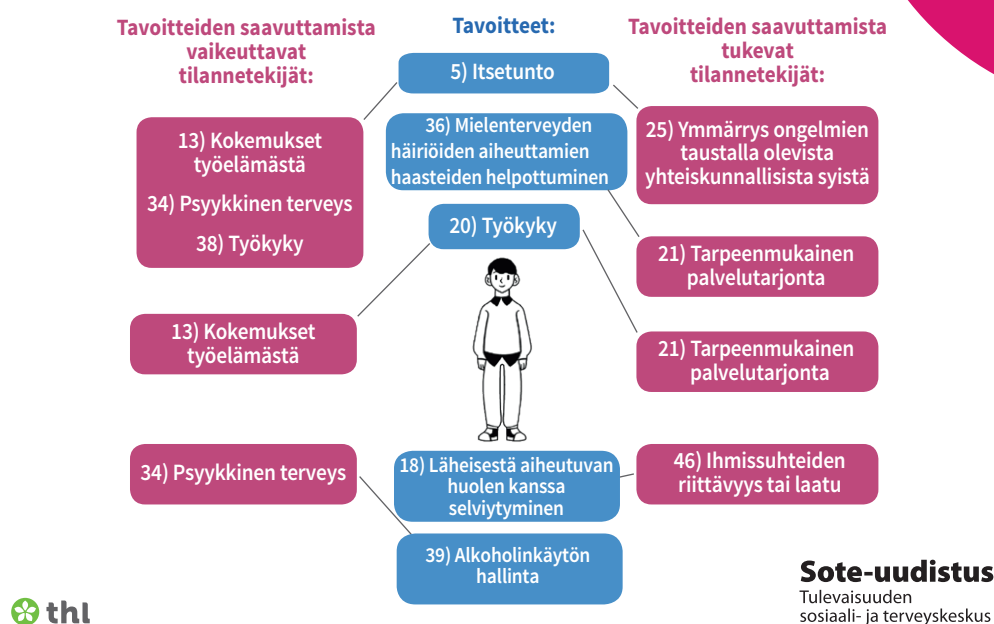 Tavoitteiden saavuttamista
vaikeuttavat
tilannetekijät:
13) Kokemukset
työelämästä
34) Psyykkinen terveys
38) Työkyky
13) Kokemukset
työelämästä
34) Psyykkinen terveys
Tavoitteet:
5) Itsetunto
36) Mielenterveyden
häiriöiden aiheuttamien
haasteiden helpottuminen
20) Työkyky
18) Läheisestä aiheutuvan
huolen kanssa
selviytyminen
39) Alkoholinkäytön
hallinta
Tavoitteiden saavuttamista
tukevat
tilannetekijät:
25) Ymmärrys ongelmien
taustalla olevista
yhteiskunnallisista syistä
21) Tarpeenmukainen
palvelutarjonta
21) Tarpeenmukainen
palvelutarjonta
46) Ihmissuhteiden
riittävyys tai laatu
thl
Sote-uudistus
Tulevaisuuden
sosiaali- ja terveyskeskus